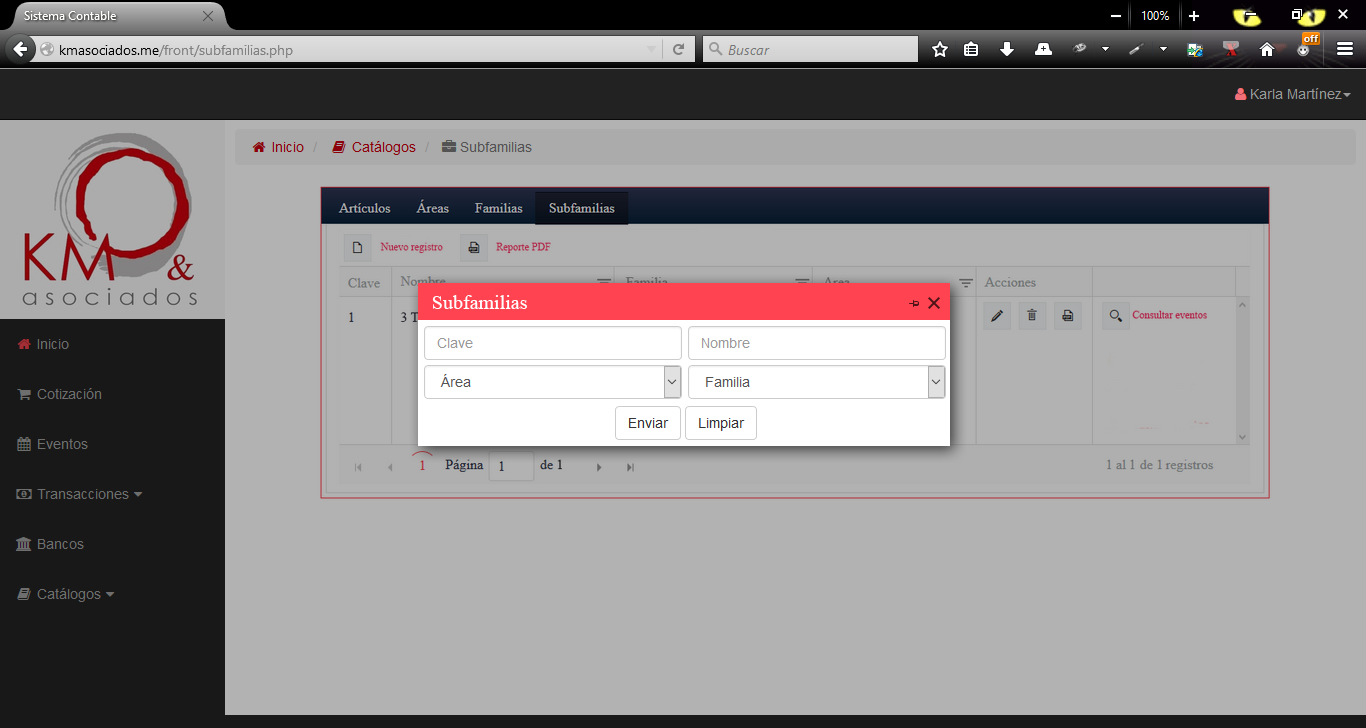 Sistema Contable
100%
kmasociados.me/front/subfamilias.php
Buscar
off
Karla Martínez
KM &
asociados
Inicio / Catálogos / Subfamilias
Artículos Áreas Familias Subfamilias
Nuevo registro Reporte PDF
Clave Nombre Familia Area Acciones
Subfamilias
1 3 T Consultar eventos
Clave Nombre
Área Familia
Enviar Limpiar
1 Página 1 de 1 1 al 1 de 1 registros
Inicio
Cotización
Eventos
Transacciones
Bancos
Catálogos